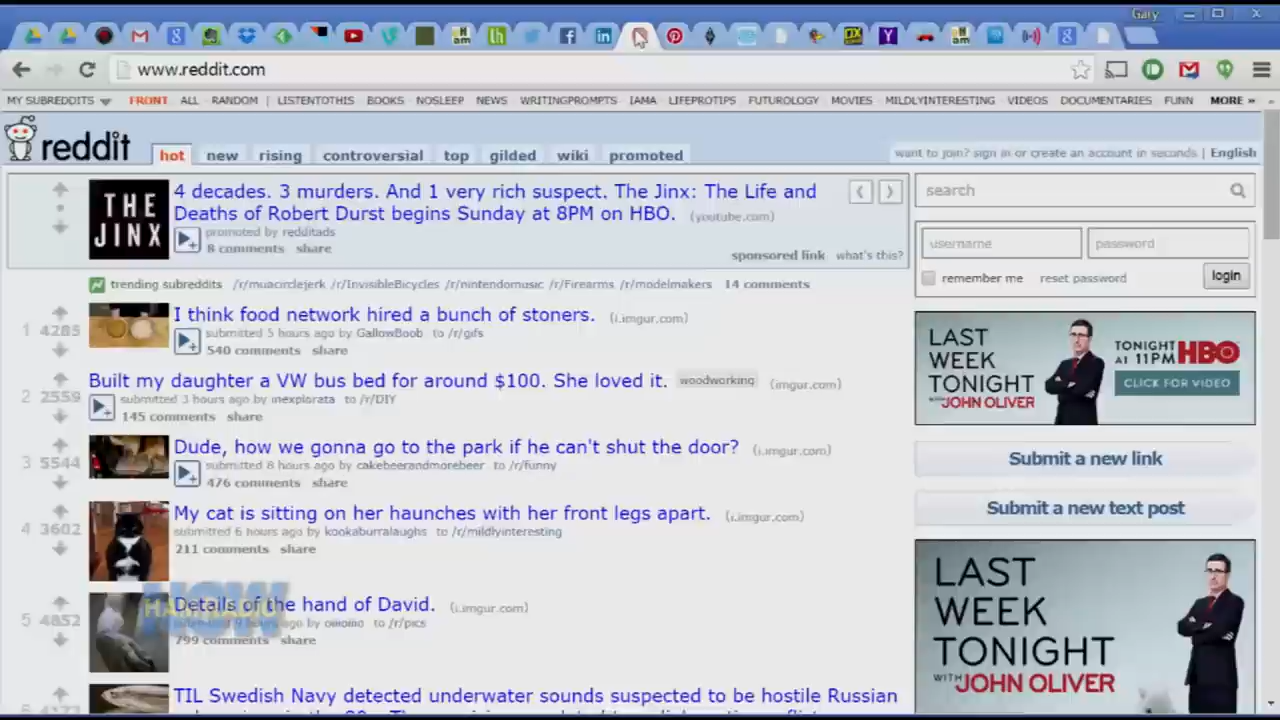 Gary
www.reddit.com
MY SUBREDDITS FRONT ALL - RANDOM | LISTENTOTHIS - BOOKS - NOSLEEP - NEWS - WRITINGPROMPTS - IAMA - LIFEPROTIPS - FUTUROLOGY - MOVIES - MILDLYINTERESTING - VIDEOS - DOCUMENTARIES - FUNN MORE »
reddit hot new rising controversial top gilded wiki promoted
want to join? sign in or create an account in seconds | English
THE JINX
4 decades. 3 murders. And 1 very rich suspect. The Jinx: The Life and
Deaths of Robert Durst begins Sunday at 8PM on HBO. (youtube.com)
promoted by redditads
8 comments share
sponsored link what's this?
trending subreddits /r/muacirclejerk /r/InvisibleBicycles /r/nintendomusic /r/Firearms /r/modelmakers 14 comments
1 4285 I think food network hired a bunch of stoners. (i.imgur.com)
submitted 5 hours ago by GallowBoob to /r/gifs
540 comments share
2 2559 Built my daughter a VW bus bed for around $100. She loved it. woodworking (imgur.com)
submitted 3 hours ago by inexplorata to /r/DIY
145 comments share
3 5544 Dude, how we gonna go to the park if he can't shut the door? (i.imgur.com)
submitted 8 hours ago by cakebeerandmorebeer to /r/funny
476 comments share
4 3602 My cat is sitting on her haunches with her front legs apart. (i.imgur.com)
submitted 6 hours ago by kookaburralaughs to /r/mildlyinteresting
211 comments share
5 4852 Details of the hand of David. (i.imgur.com)
ago by to /r/pics
799 comments share
TIL Swedish Navy detected underwater sounds suspected to be hostile Russian
search
username password
remember me reset password login
LAST
WEEK
TONIGHT
WITH JOHN OLIVER
TONIGHT
AT 11PM HBO
CLICK FOR VIDEO
Submit a new link
Submit a new text post
LAST
WEEK
TONIGHT
WITH JOHN OLIVER